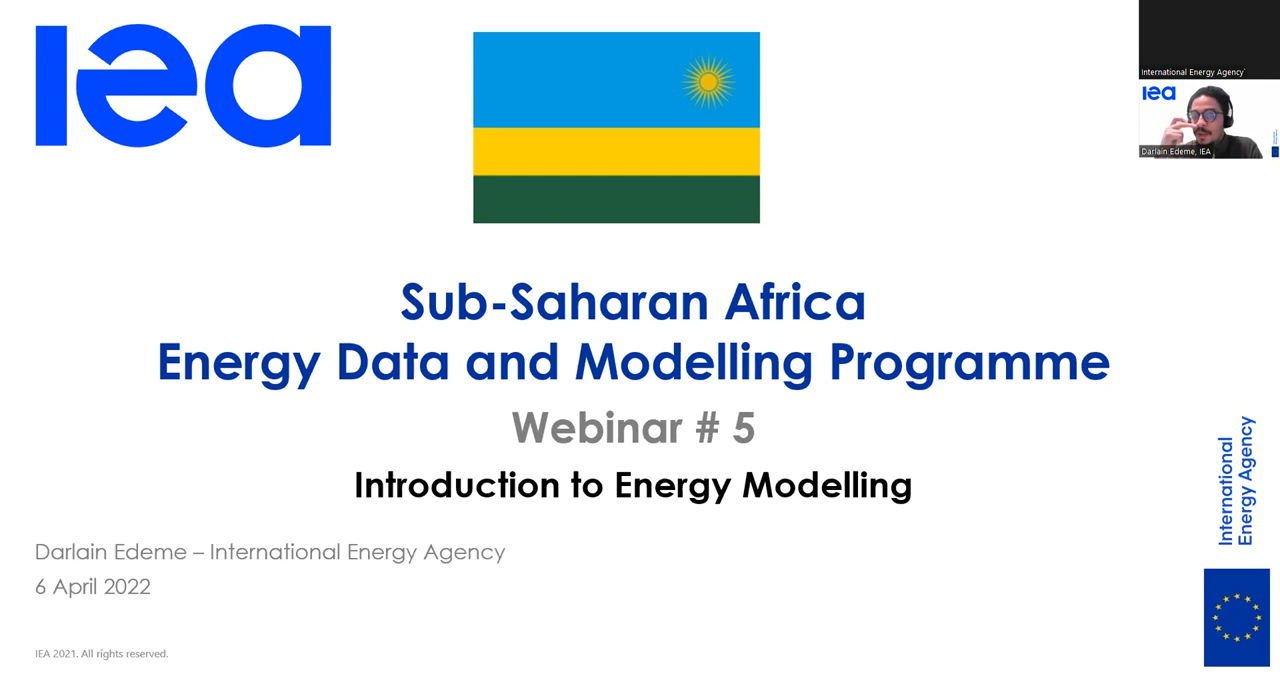 iea
International Energy Agency
iea
Darlain Edeme, IEA
Sub-Saharan Africa
Energy Data and Modelling Programme
Webinar # 5
Introduction to Energy Modelling
International
Energy Agency
Darlain Edeme – International Energy Agency
6 April 2022
IEA 2021. All rights reserved.